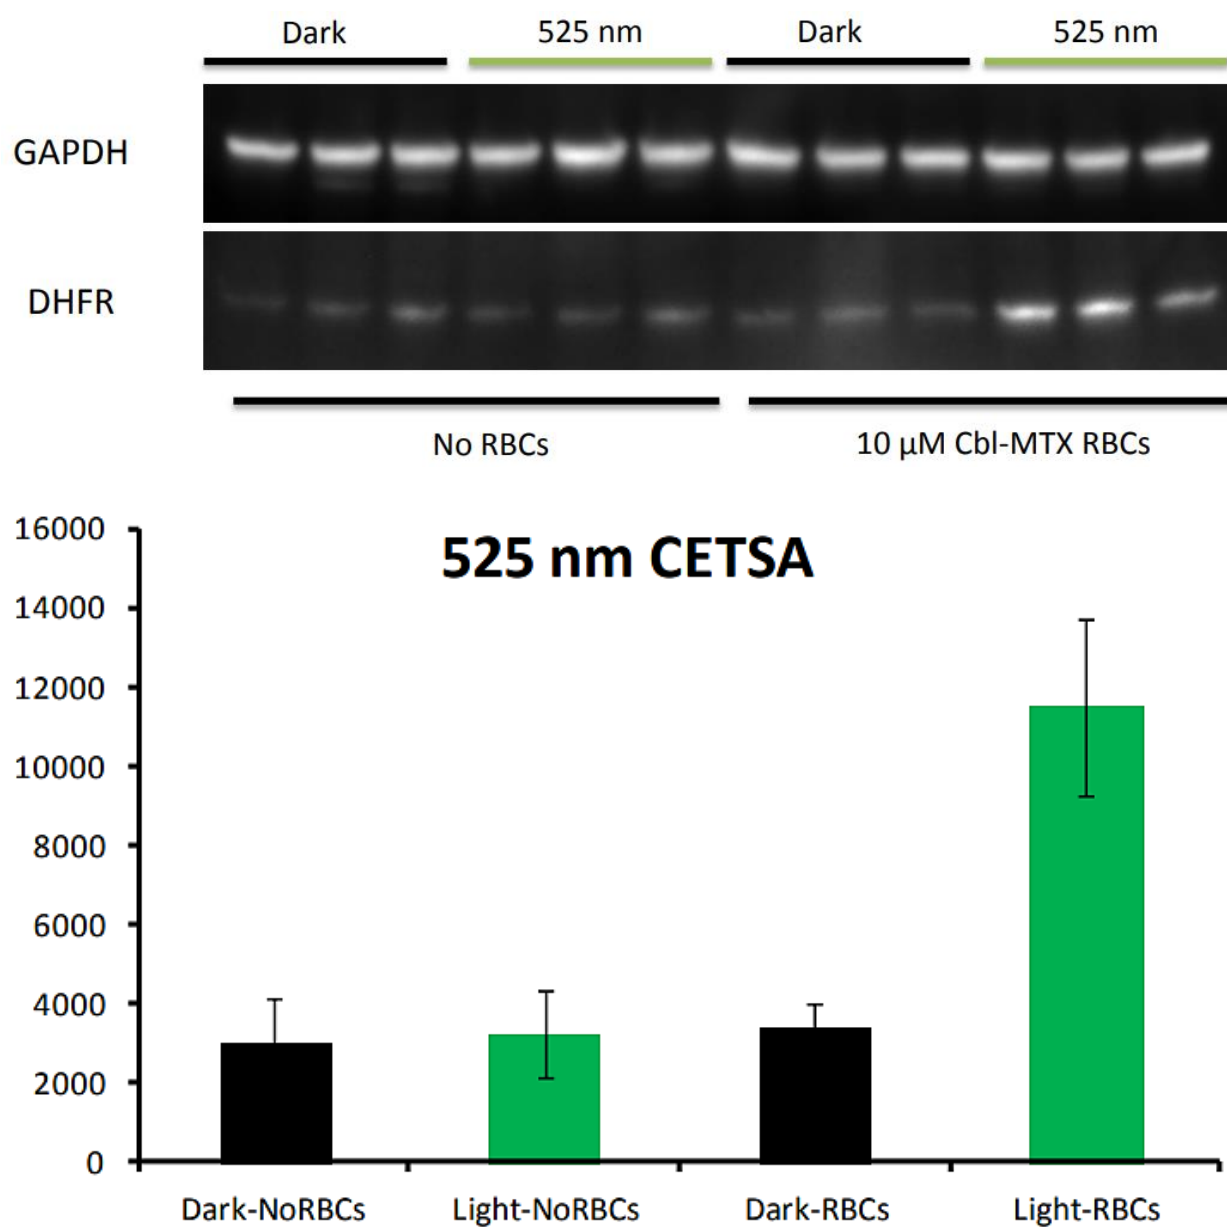 Dark 525 nm Dark 525 nm
GAPDH
DHFR
No RBCs 10 µM Cbl-MTX RBCs
525 nm CETSA
16000
14000
12000
10000
8000
6000
4000
2000
0
Dark-NoRBCs Light-NoRBCs Dark-RBCs Light-RBCs